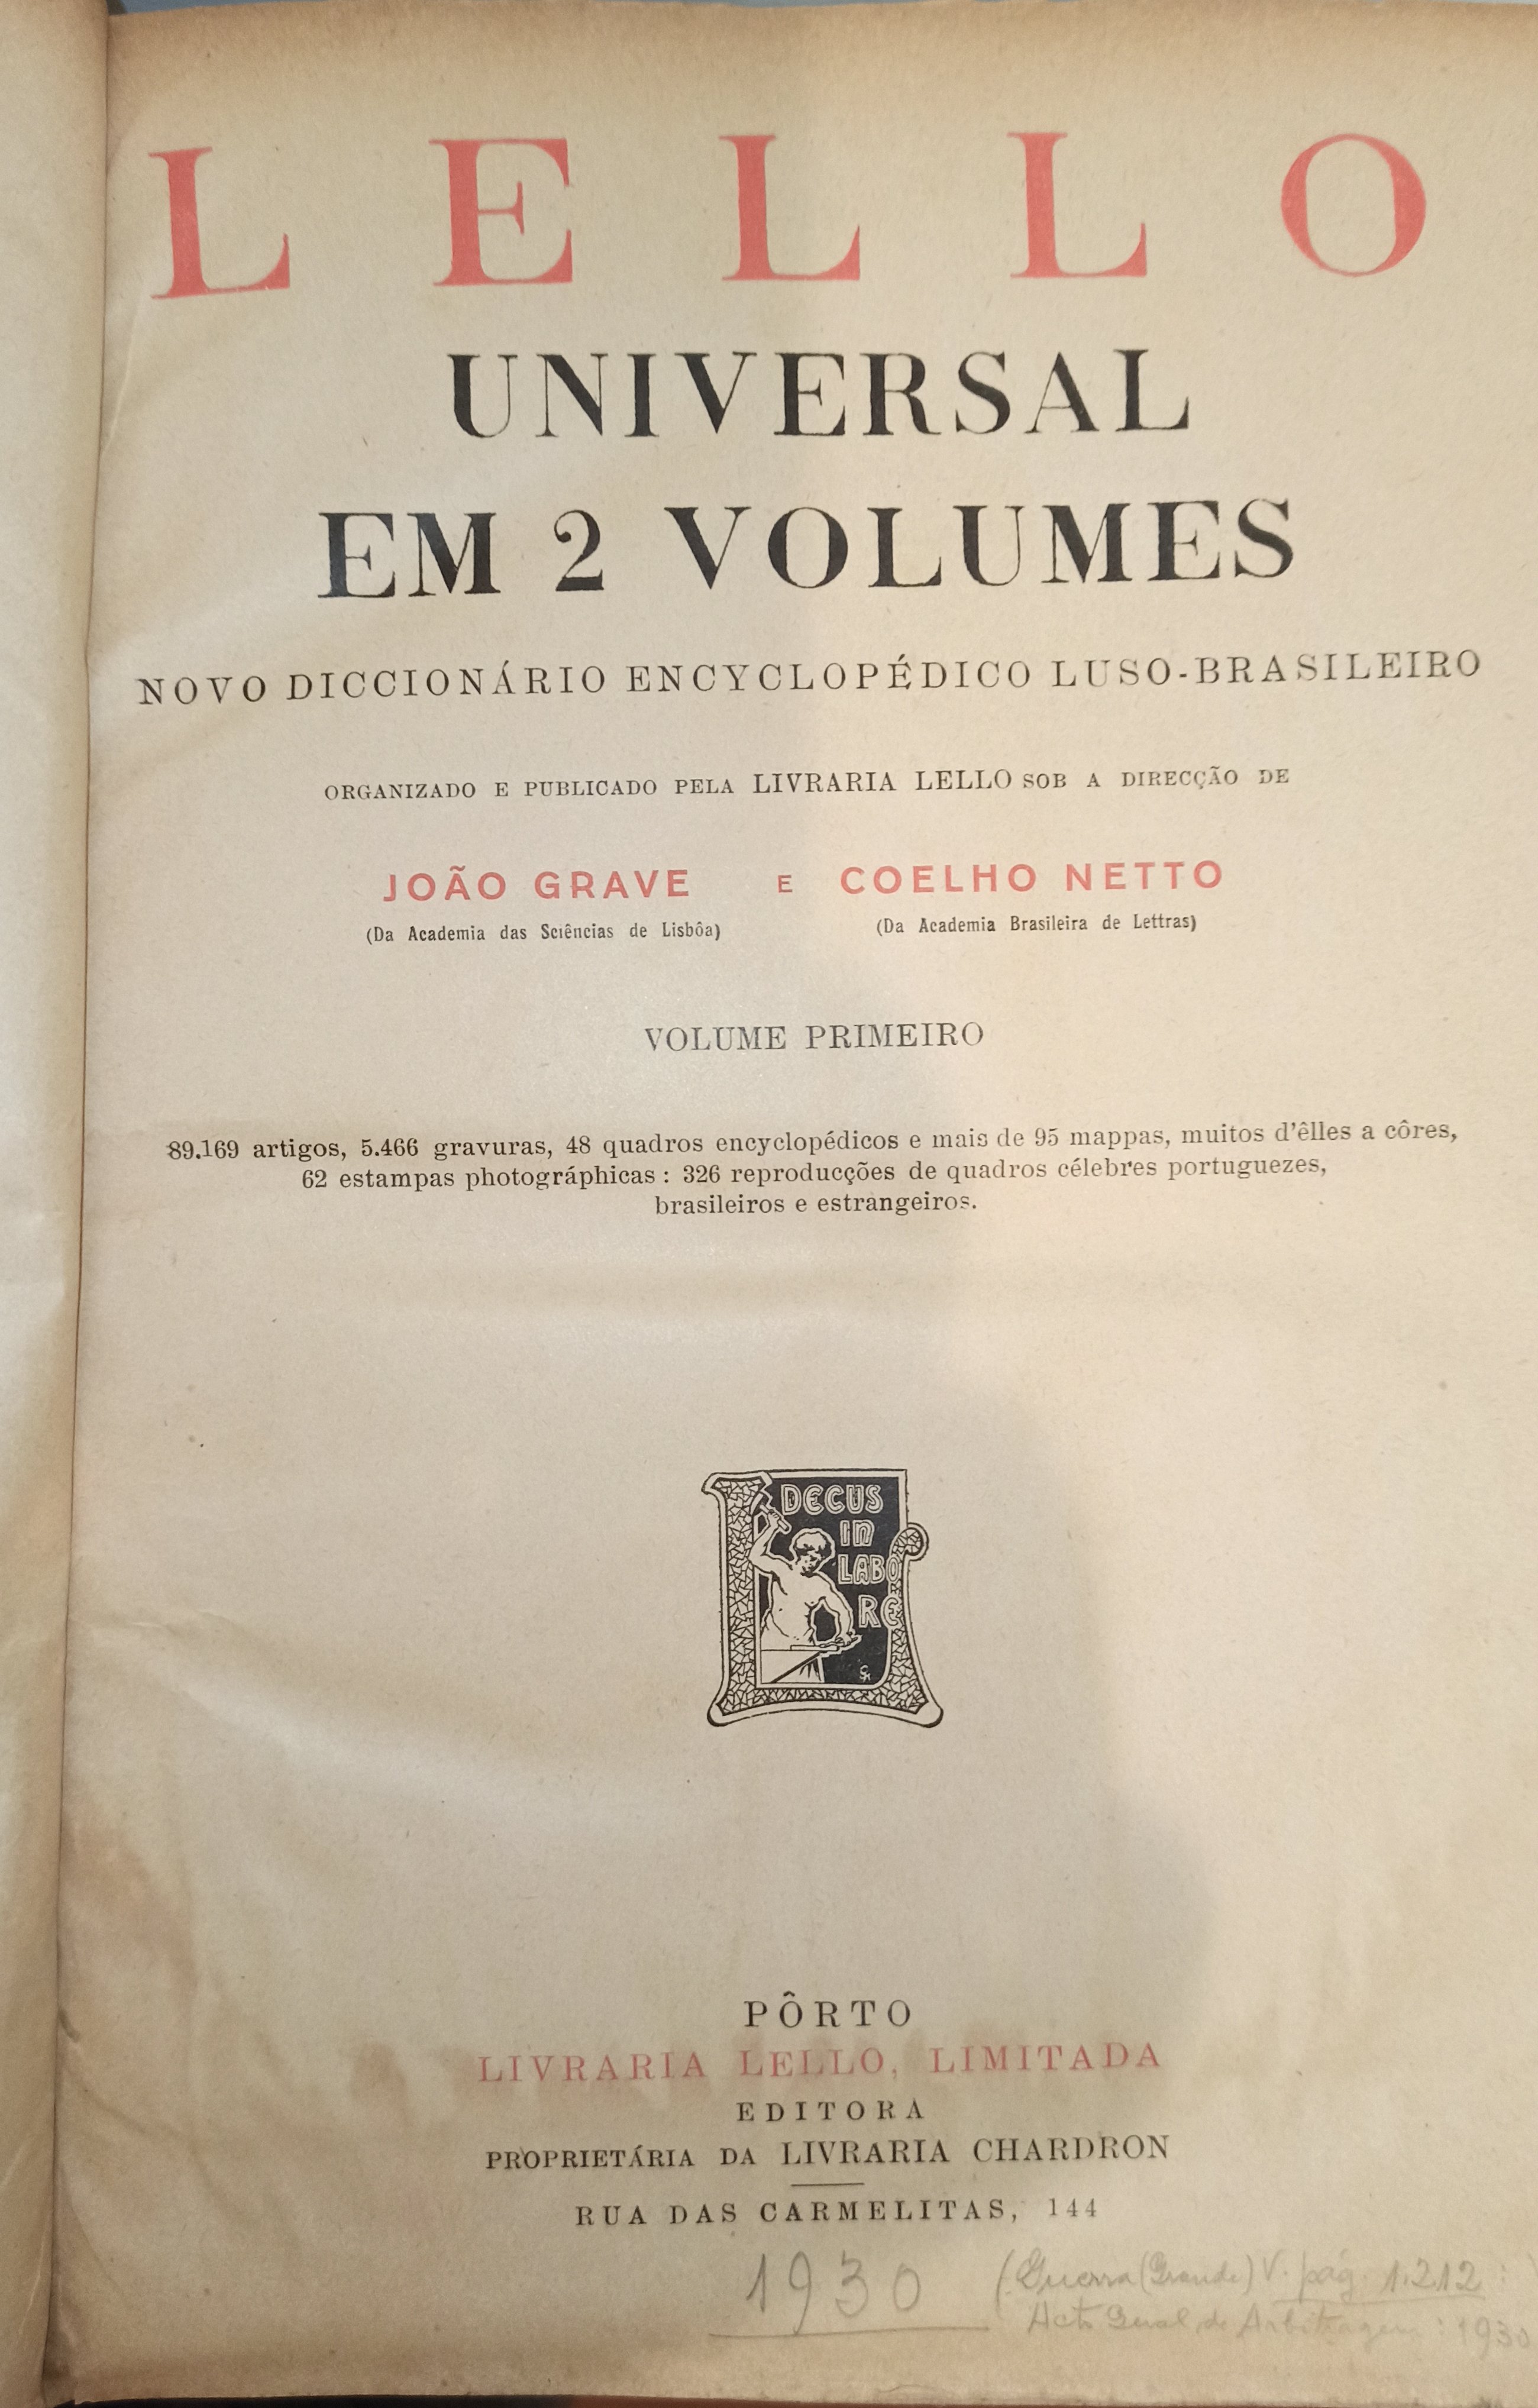 LELLO
UNIVERSAL
EM 2 VOLUMES
NOVO DICCIONÁRIO ENCYCLOPÉDICO LUSO-BRASILEIRO
ORGANIZADO E PUBLICADO PELA LIVRARIA LELLO SOB A DIRECÇÃO DE
JOÃO GRAVE E COELHO NETTO
(Da Academia das Sciências de Lisbôa) (Da Academia Brasileira de Lettras)
VOLUME PRIMEIRO
89.169 artigos, 5.466 gravuras, 48 quadros encyclopédicos e mais de 95 mappas, muitos d'êlles a côres,
62 estampas photográphicas : 326 reproducções de quadros célebres portuguezes,
brasileiros e estrangeiros.
DECUS
IN
LABO
RE
PÔRTO
LIVRARIA LELLO, LIMITADA
EDITORA
PROPRIETÁRIA DA LIVRARIA CHARDRON
RUA DAS CARMELITAS, 144
1930 (Guerra (Grande) V. pág. 1.212:
Acto Geral de Arbitragem: 1930